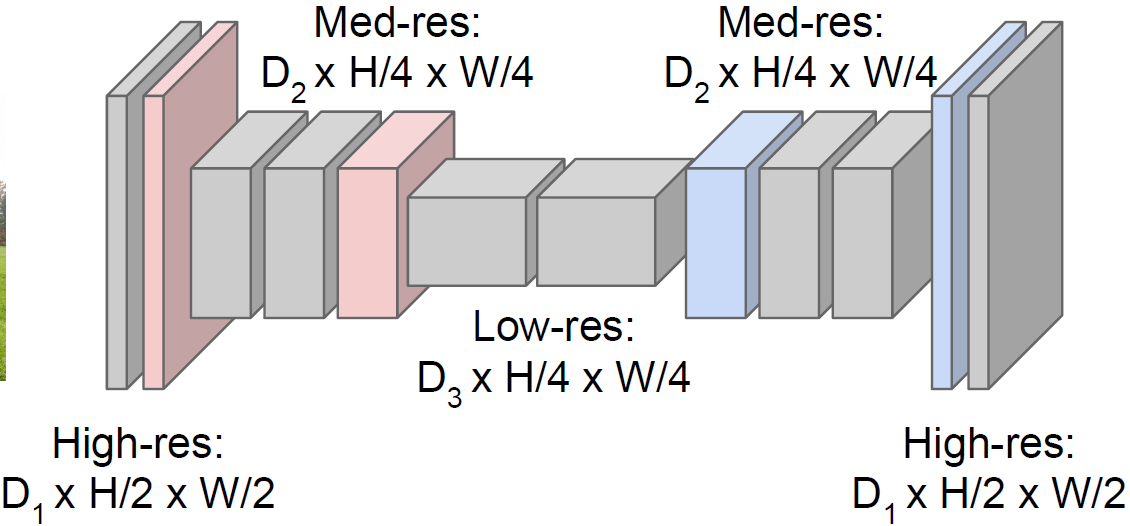 Med-res:
D₂ x H/4 x W/4
Med-res:
D₂ x H/4 x W/4
Low-res:
D₃ x H/4 x W/4
High-res:
D₁ x H/2 x W/2
High-res:
D₁ x H/2 x W/2